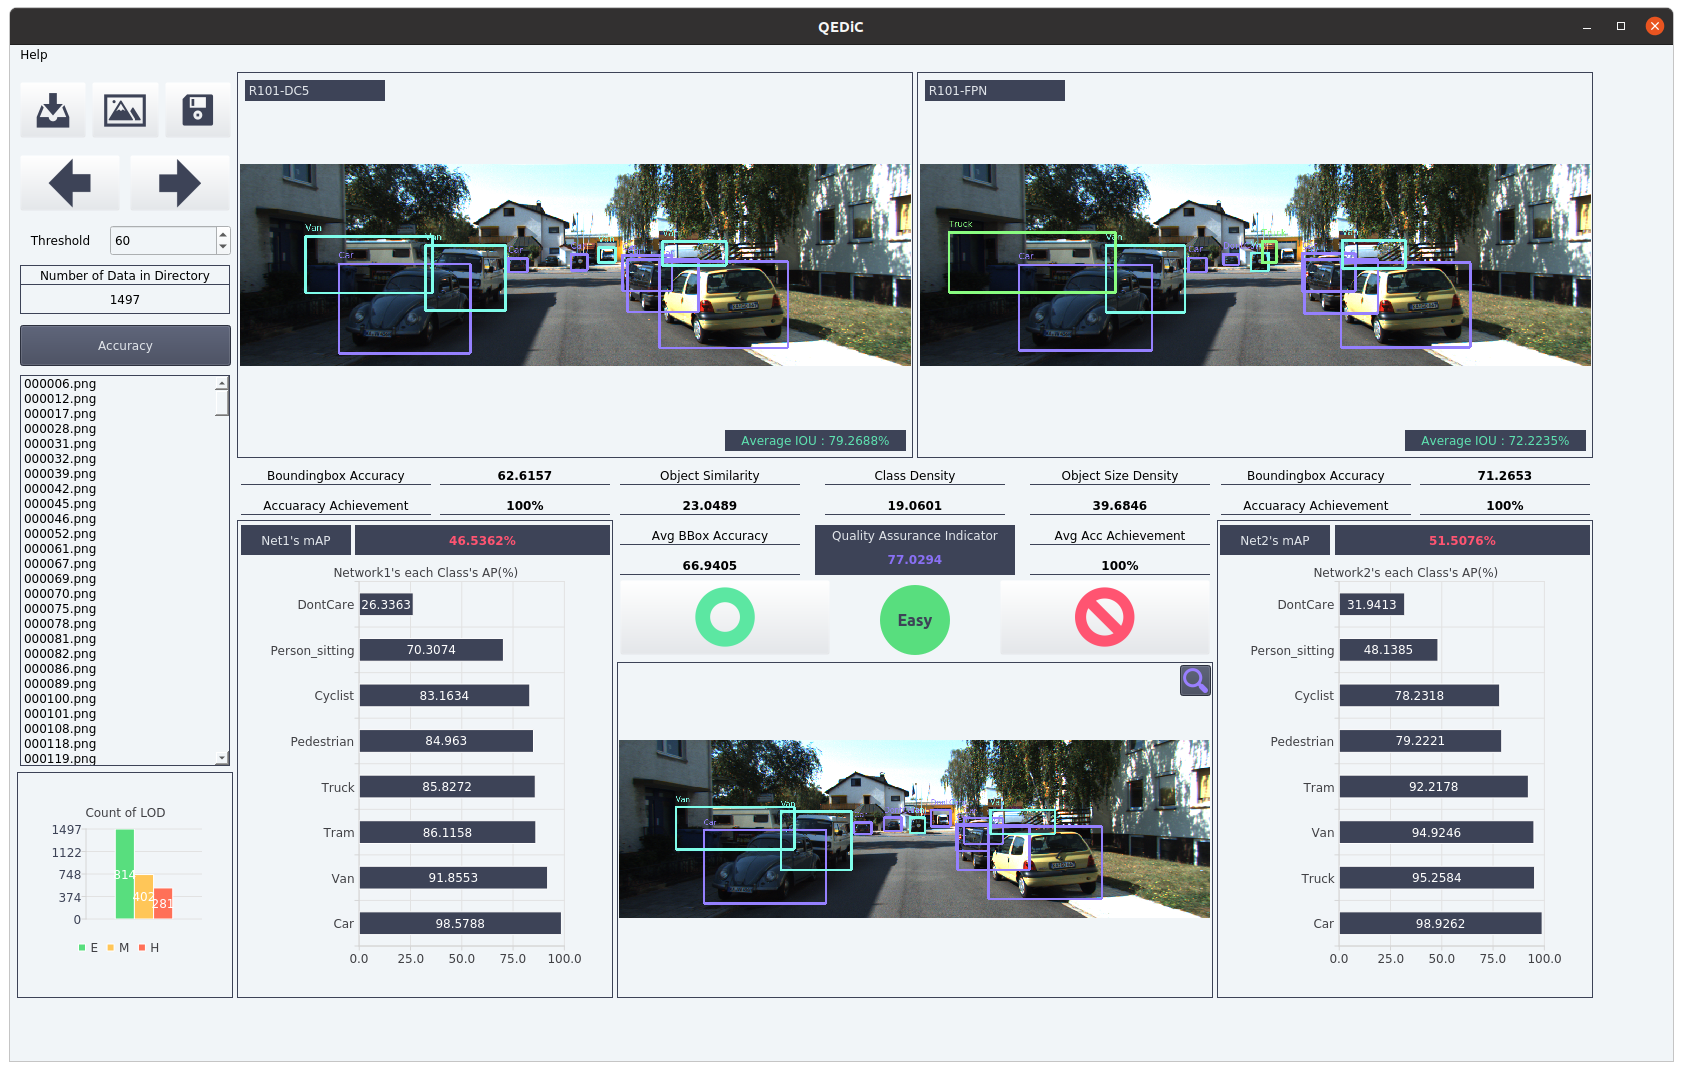 QEDiC
Help
R101-DC5
R101-FPN
Threshold
60
Number of Data in Directory
1497
Accuracy
000006.png
000012.png
000017.png
000028.png
000031.png
000032.png
000039.png
000042.png
000045.png
000046.png
000052.png
000061.png
000067.png
000069.png
000070.png
000075.png
000078.png
000081.png
000082.png
000086.png
000089.png
000100.png
000101.png
000108.png
000118.png
000119.png
Count of LOD
1497
1122
748
374
0
814
402
281
E M H
Van
Van
Car
Car
Average IOU : 79.2688%
Truck
Van
Car
Car
Average IOU : 72.2235%
Boundingbox Accuracy 62.6157
Accuaracy Achievement 100%
Object Similarity
23.0489
Class Density
19.0601
Object Size Density
39.6846
Boundingbox Accuracy 71.2653
Accuaracy Achievement 100%
Net1's mAP 46.5362%
Network1's each Class's AP(%)
DontCare 26.3363
Person_sitting 70.3074
Cyclist 83.1634
Pedestrian 84.963
Truck 85.8272
Tram 86.1158
Van 91.8553
Car 98.5788
0.0 25.0 50.0 75.0 100.0
Avg BBox Accuracy
66.9405
Quality Assurance Indicator
77.0294
Avg Acc Achievement
100%
Easy
Van
Van
Car
Van
Net2's mAP 51.5076%
Network2's each Class's AP(%)
DontCare 31.9413
Person_sitting 48.1385
Cyclist 78.2318
Pedestrian 79.2221
Tram 92.2178
Van 94.9246
Truck 95.2584
Car 98.9262
0.0 25.0 50.0 75.0 100.0